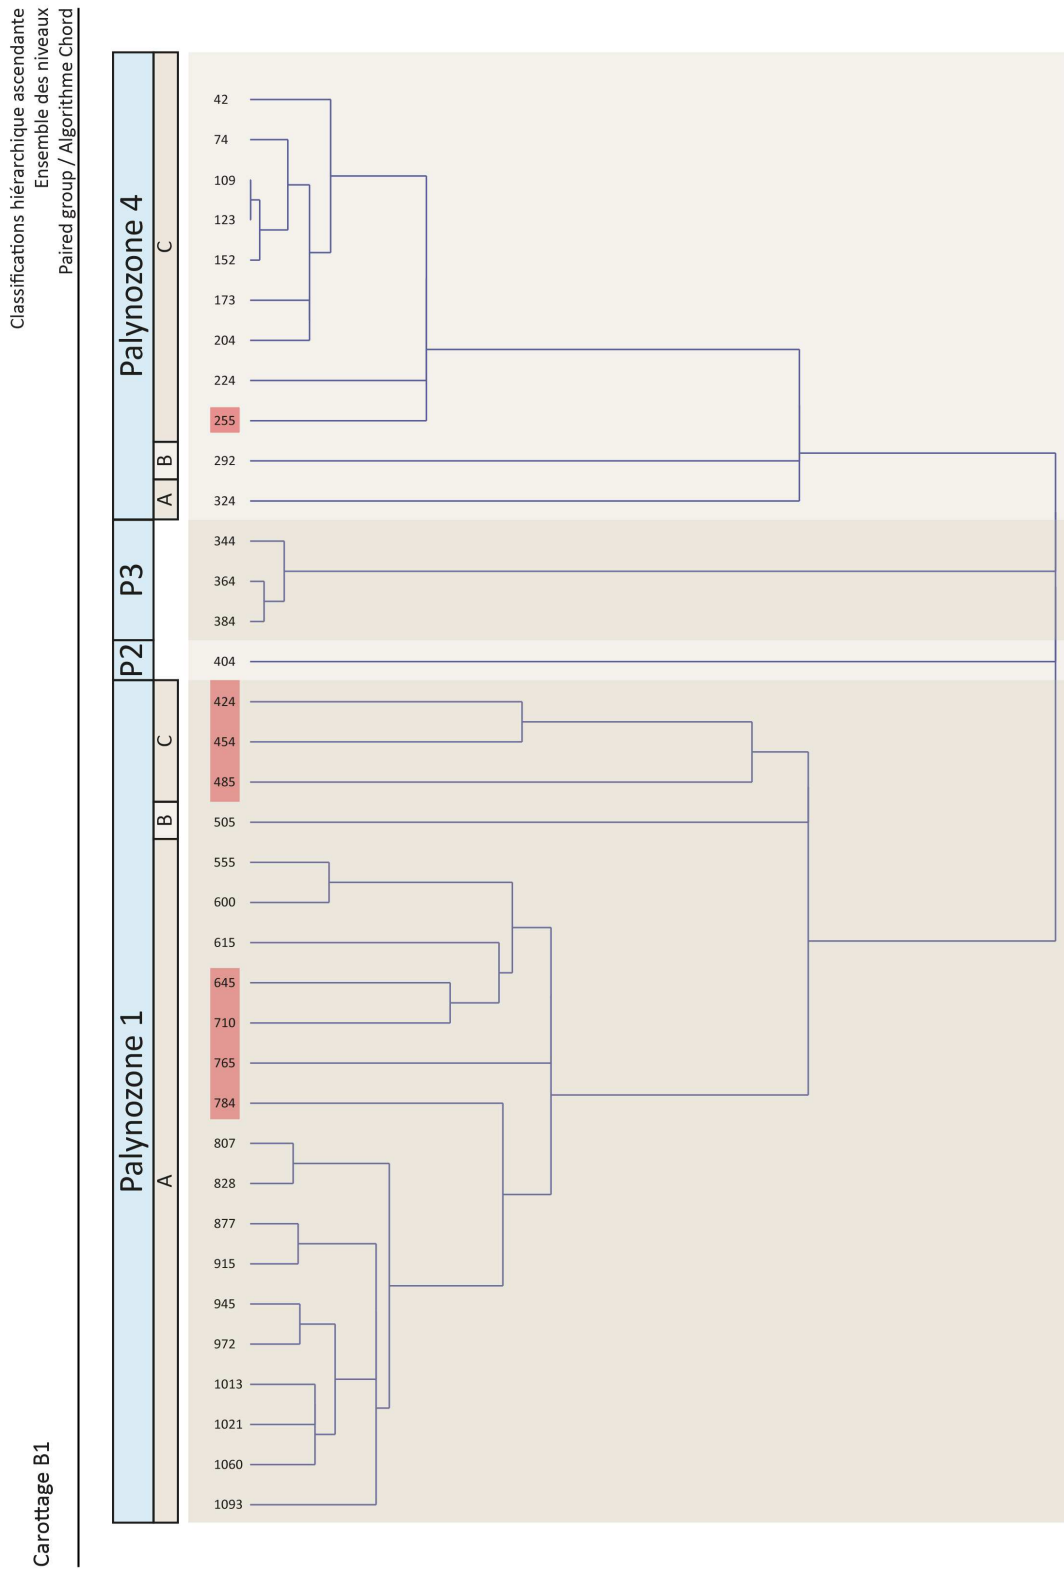 Classifications hiérarchique ascendante
Ensemble des niveaux
Paired group / Algorithme Chord
Carottage B1
Palynozone 4
C
B
A
P3
P2
Palynozone 1
C
B
A
42
74
109
123
152
173
204
224
255
292
324
344
364
384
404
424
454
485
505
555
600
615
645
710
765
784
807
828
877
915
945
972
1013
1021
1060
1093